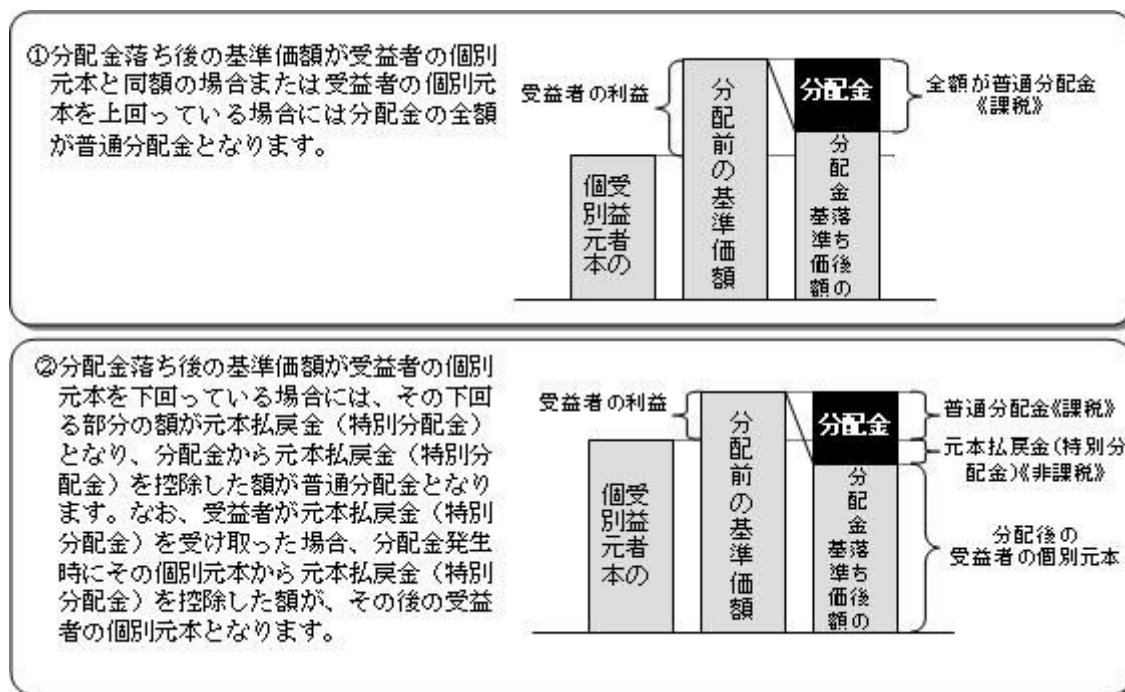 ①分配金落ち後の基準価額が受益者の個別
元本と同額の場合または受益者の個別元
本を上回っている場合には分配金の全額
が普通分配金となります。
受益者の利益
個別元本
受益者の
分配前の基準価額
分配金
分配金落ち後の
基準価額
全額が普通分配金
《課税》
②分配金落ち後の基準価額が受益者の個別
元本を下回っている場合には、その下回
る部分の額が元本払戻金（特別分配金）
となり、分配金から元本払戻金（特別分
配金）を控除した額が普通分配金となり
ます。なお、受益者が元本払戻金（特別
分配金）を受け取った場合、分配金発生
時にその個別元本から元本払戻金（特別
分配金）を控除した額が、その後の受益
者の個別元本となります。
受益者の利益
受益者の
個別元本
分配前の基準価額
分配金
分配金落ち後の
基準価額
普通分配金《課税》
元本払戻金(特別分
配金)《非課税》
分配後の
受益者の個別元本